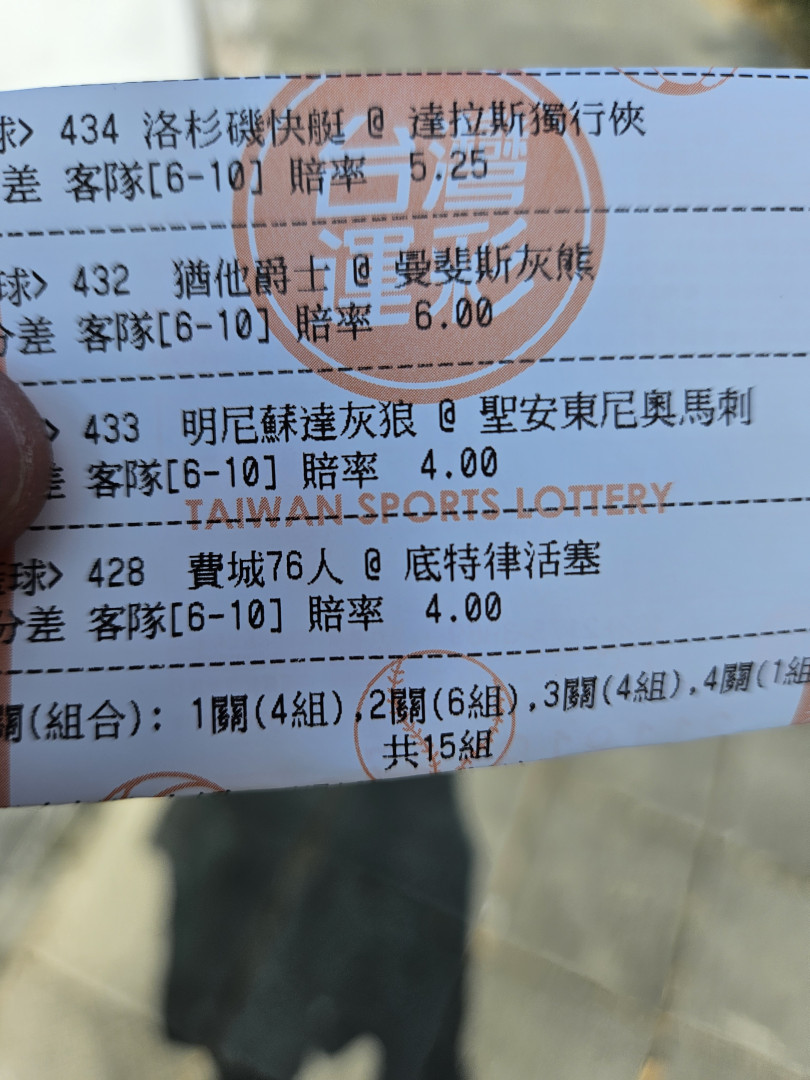 球> 434 洛杉磯快艇 @ 達拉斯獨行俠
差 客隊[6-10] 賠率 5.25
球> 432 猶他爵士 @ 曼斐斯灰熊
分差 客隊[6-10] 賠率 6.00
> 433 明尼蘇達灰狼 @ 聖安東尼奧馬刺
差 客隊[6-10] 賠率 4.00
球> 428 費城76人 @ 底特律活塞
分差 客隊[6-10] 賠率 4.00
關(組合): 1關(4組),2關(6組),3關(4組),4關(1組
共15組
台灣
運彩
TAIWAN SPORTS LOTTERY